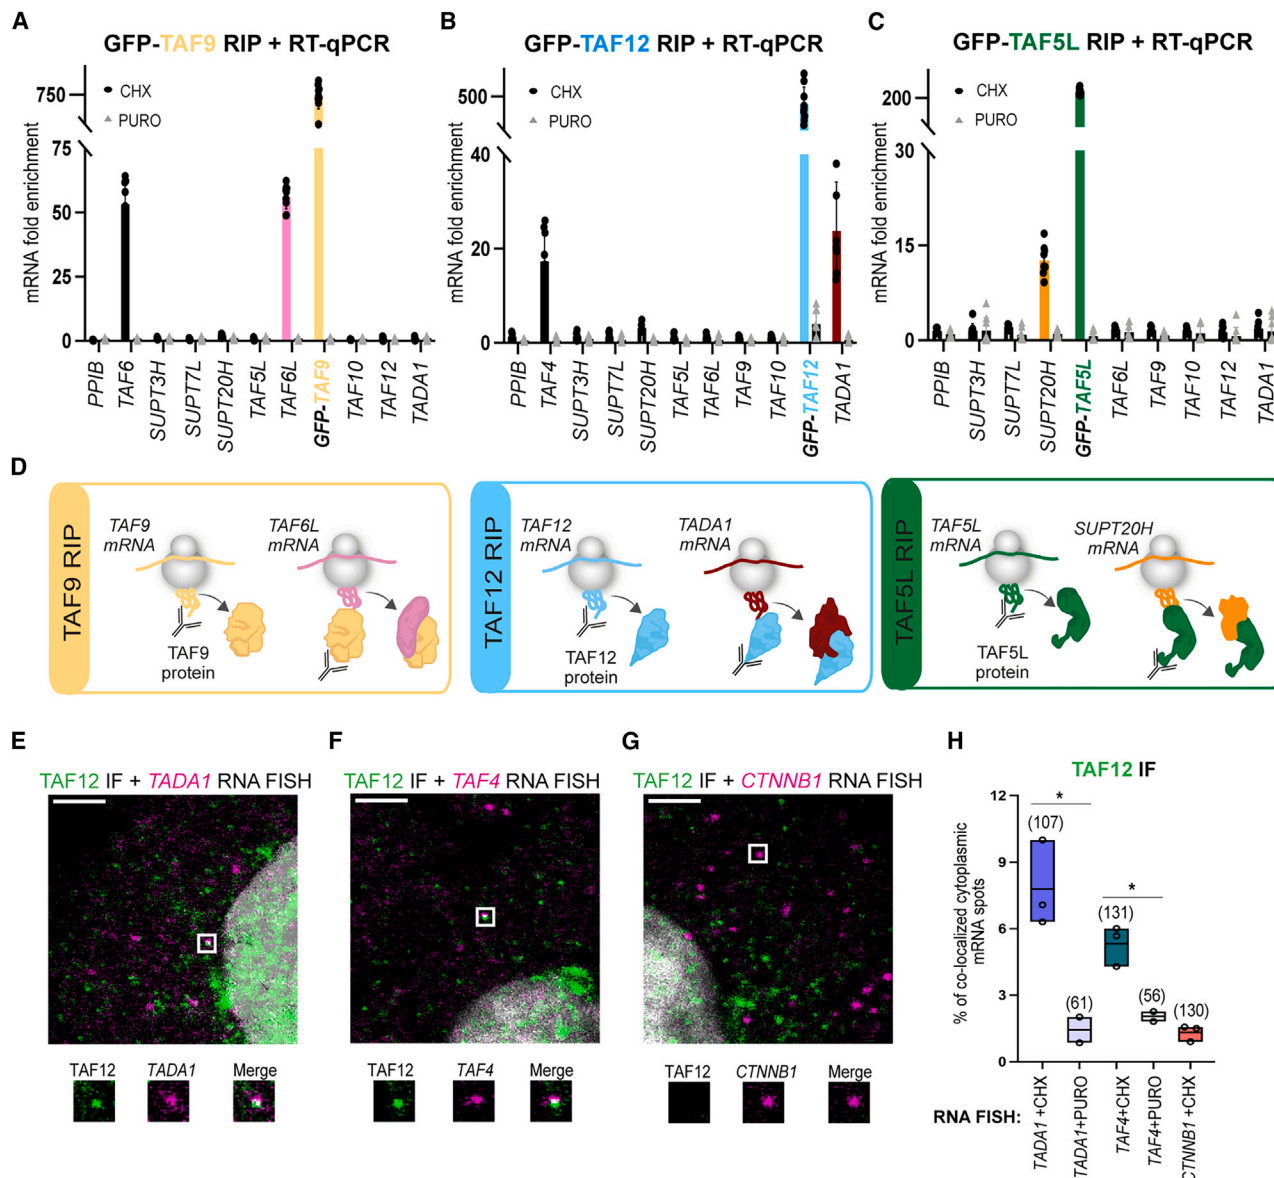 A
GFP-TAF9 RIP + RT-qPCR
mRNA fold enrichment
750
75
50
25
0
CHX
PURO
PPIB
TAF6
SUPT3H
SUPT7L
SUPT20H
TAF5L
TAF6L
GFP-TAF9
TAF10
TAF12
TADA1
B
GFP-TAF12 RIP + RT-qPCR
mRNA fold enrichment
500
40
20
0
CHX
PURO
PPIB
TAF4
SUPT3H
SUPT7L
SUPT20H
TAF5L
TAF6L
TAF9
TAF10
GFP-TAF12
TADA1
C
GFP-TAF5L RIP + RT-qPCR
mRNA fold enrichment
200
30
15
0
CHX
PURO
PPIB
SUPT3H
SUPT7L
SUPT20H
GFP-TAF5L
TAF6L
TAF9
TAF10
TAF12
TADA1
D
TAF9 RIP
TAF9
mRNA
TAF6L
mRNA
TAF9
protein
TAF12 RIP
TAF12
mRNA
TADA1
mRNA
TAF12
protein
TAF5L RIP
TAF5L
mRNA
SUPT20H
mRNA
TAF5L
protein
E
TAF12 IF + TADA1 RNA FISH
TAF12
TADA1
Merge
F
TAF12 IF + TAF4 RNA FISH
TAF12
TAF4
Merge
G
TAF12 IF + CTNNB1 RNA FISH
TAF12
CTNNB1
Merge
H
TAF12 IF
% of co-localized cytoplasmic
mRNA spots
12
9
6
3
0
*
(107)
(61)
*
(131)
(56)
(130)
RNA FISH:
TADA1 +CHX
TADA1+PURO
TAF4+CHX
TAF4+PURO
CTNNB1 +CHX